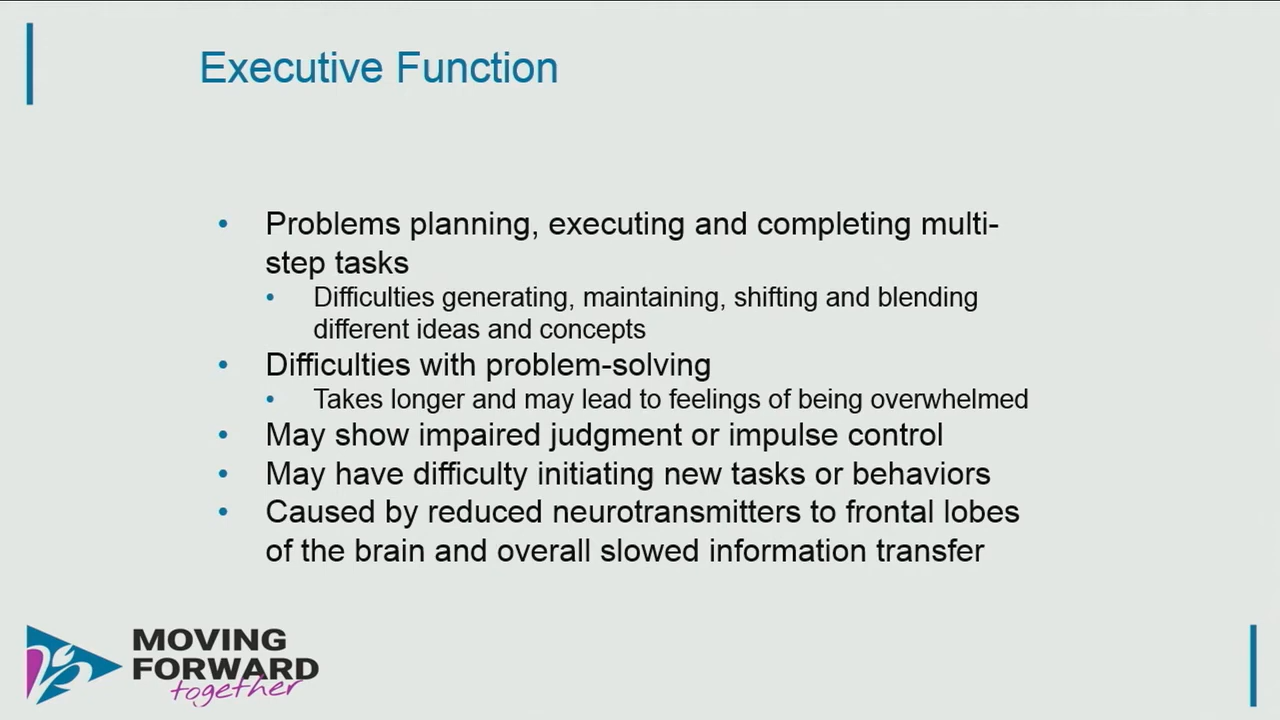 Executive Function
• Problems planning, executing and completing multi-
step tasks
• Difficulties generating, maintaining, shifting and blending
different ideas and concepts
• Difficulties with problem-solving
• Takes longer and may lead to feelings of being overwhelmed
• May show impaired judgment or impulse control
• May have difficulty initiating new tasks or behaviors
• Caused by reduced neurotransmitters to frontal lobes
of the brain and overall slowed information transfer
MOVING
FORWARD
together